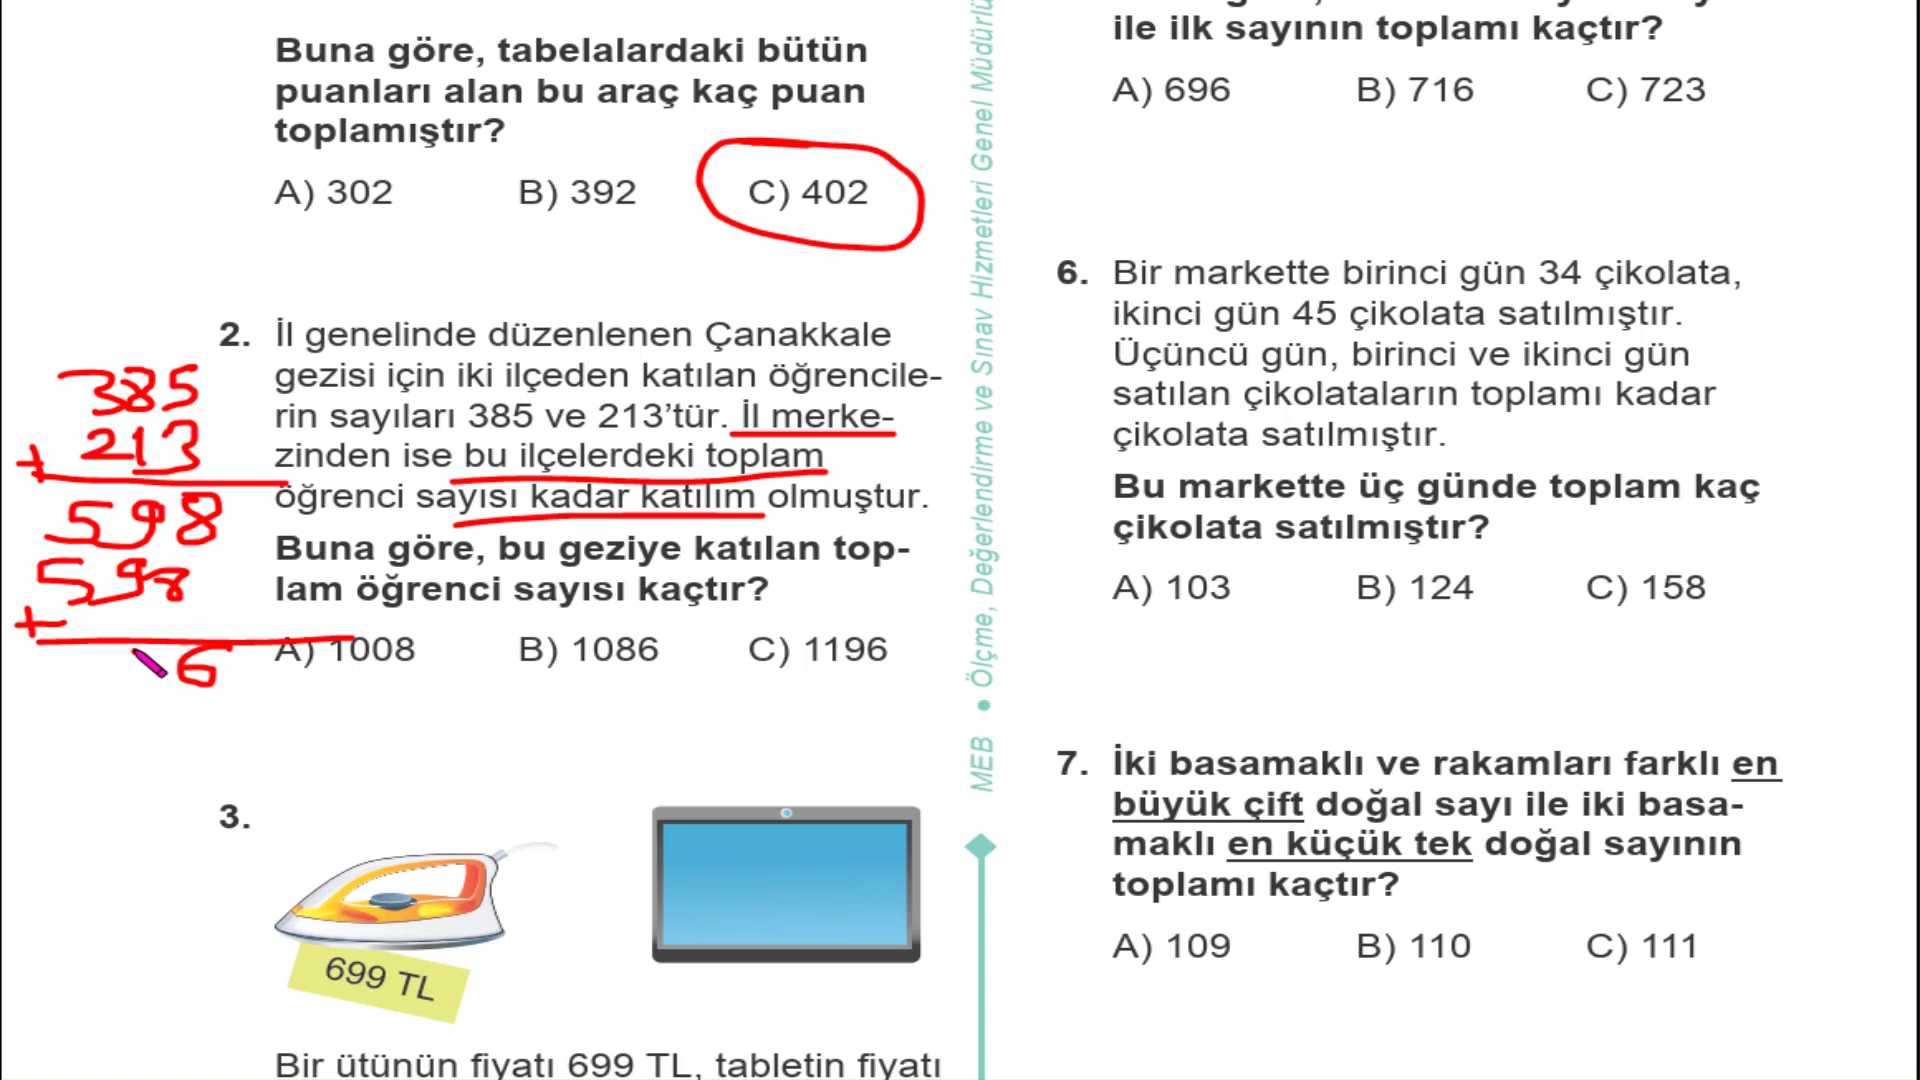 Buna göre, tabelalardaki bütün
puanları alan bu araç kaç puan
toplamıştır?
A) 302 B) 392 C) 402
2. İl genelinde düzenlenen Çanakkale
gezisi için iki ilçeden katılan öğrencile-
rin sayıları 385 ve 213’tür. İl merke-
zinden ise bu ilçelerdeki toplam
öğrenci sayısı kadar katılım olmuştur.
Buna göre, bu geziye katılan top-
lam öğrenci sayısı kaçtır?
A) 1008 B) 1086 C) 1196
385
+ 213
598
+ 598
6
3.
699 TL
Bir ütünün fiyatı 699 TL, tabletin fiyatı
MEB • Ölçme, Değerlendirme ve Sınav Hizmetleri Genel
ile ilk sayının toplamı kaçtır?
A) 696 B) 716 C) 723
6. Bir markette birinci gün 34 çikolata,
ikinci gün 45 çikolata satılmıştır.
Üçüncü gün, birinci ve ikinci gün
satılan çikolataların toplamı kadar
çikolata satılmıştır.
Bu markette üç günde toplam kaç
çikolata satılmıştır?
A) 103 B) 124 C) 158
7. İki basamaklı ve rakamları farklı en
büyük çift doğal sayı ile iki basa-
maklı en küçük tek doğal sayının
toplamı kaçtır?
A) 109 B) 110 C) 111